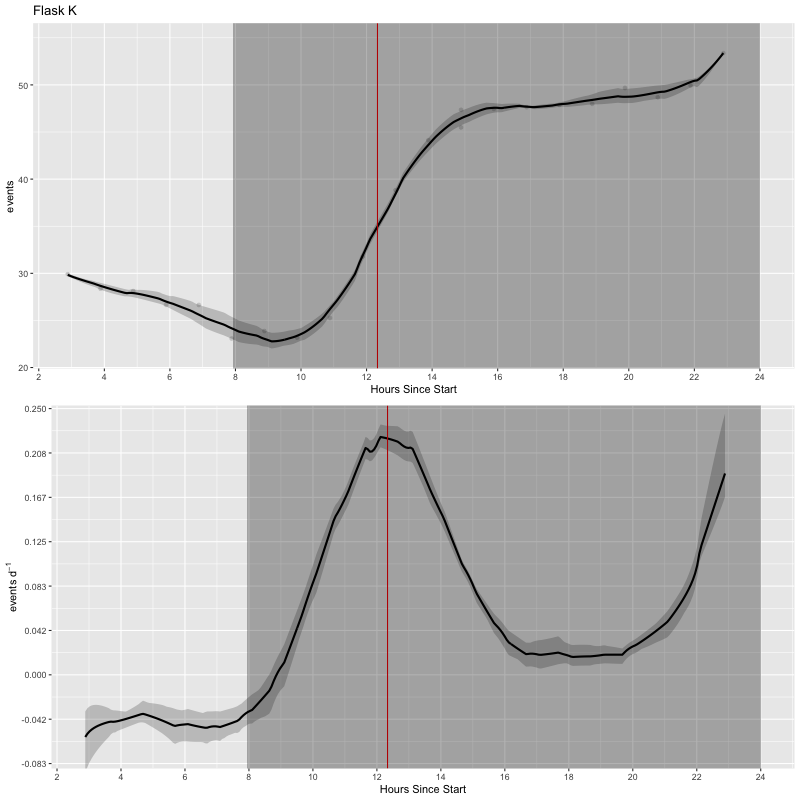 Flask K
50
40
30
20
events
2 4 6 8 10 12 14 16 18 20 22 24
Hours Since Start
0.250
0.208
0.167
0.125
0.083
0.042
0.000
-0.042
-0.083
events d⁻¹
2 4 6 8 10 12 14 16 18 20 22 24
Hours Since Start